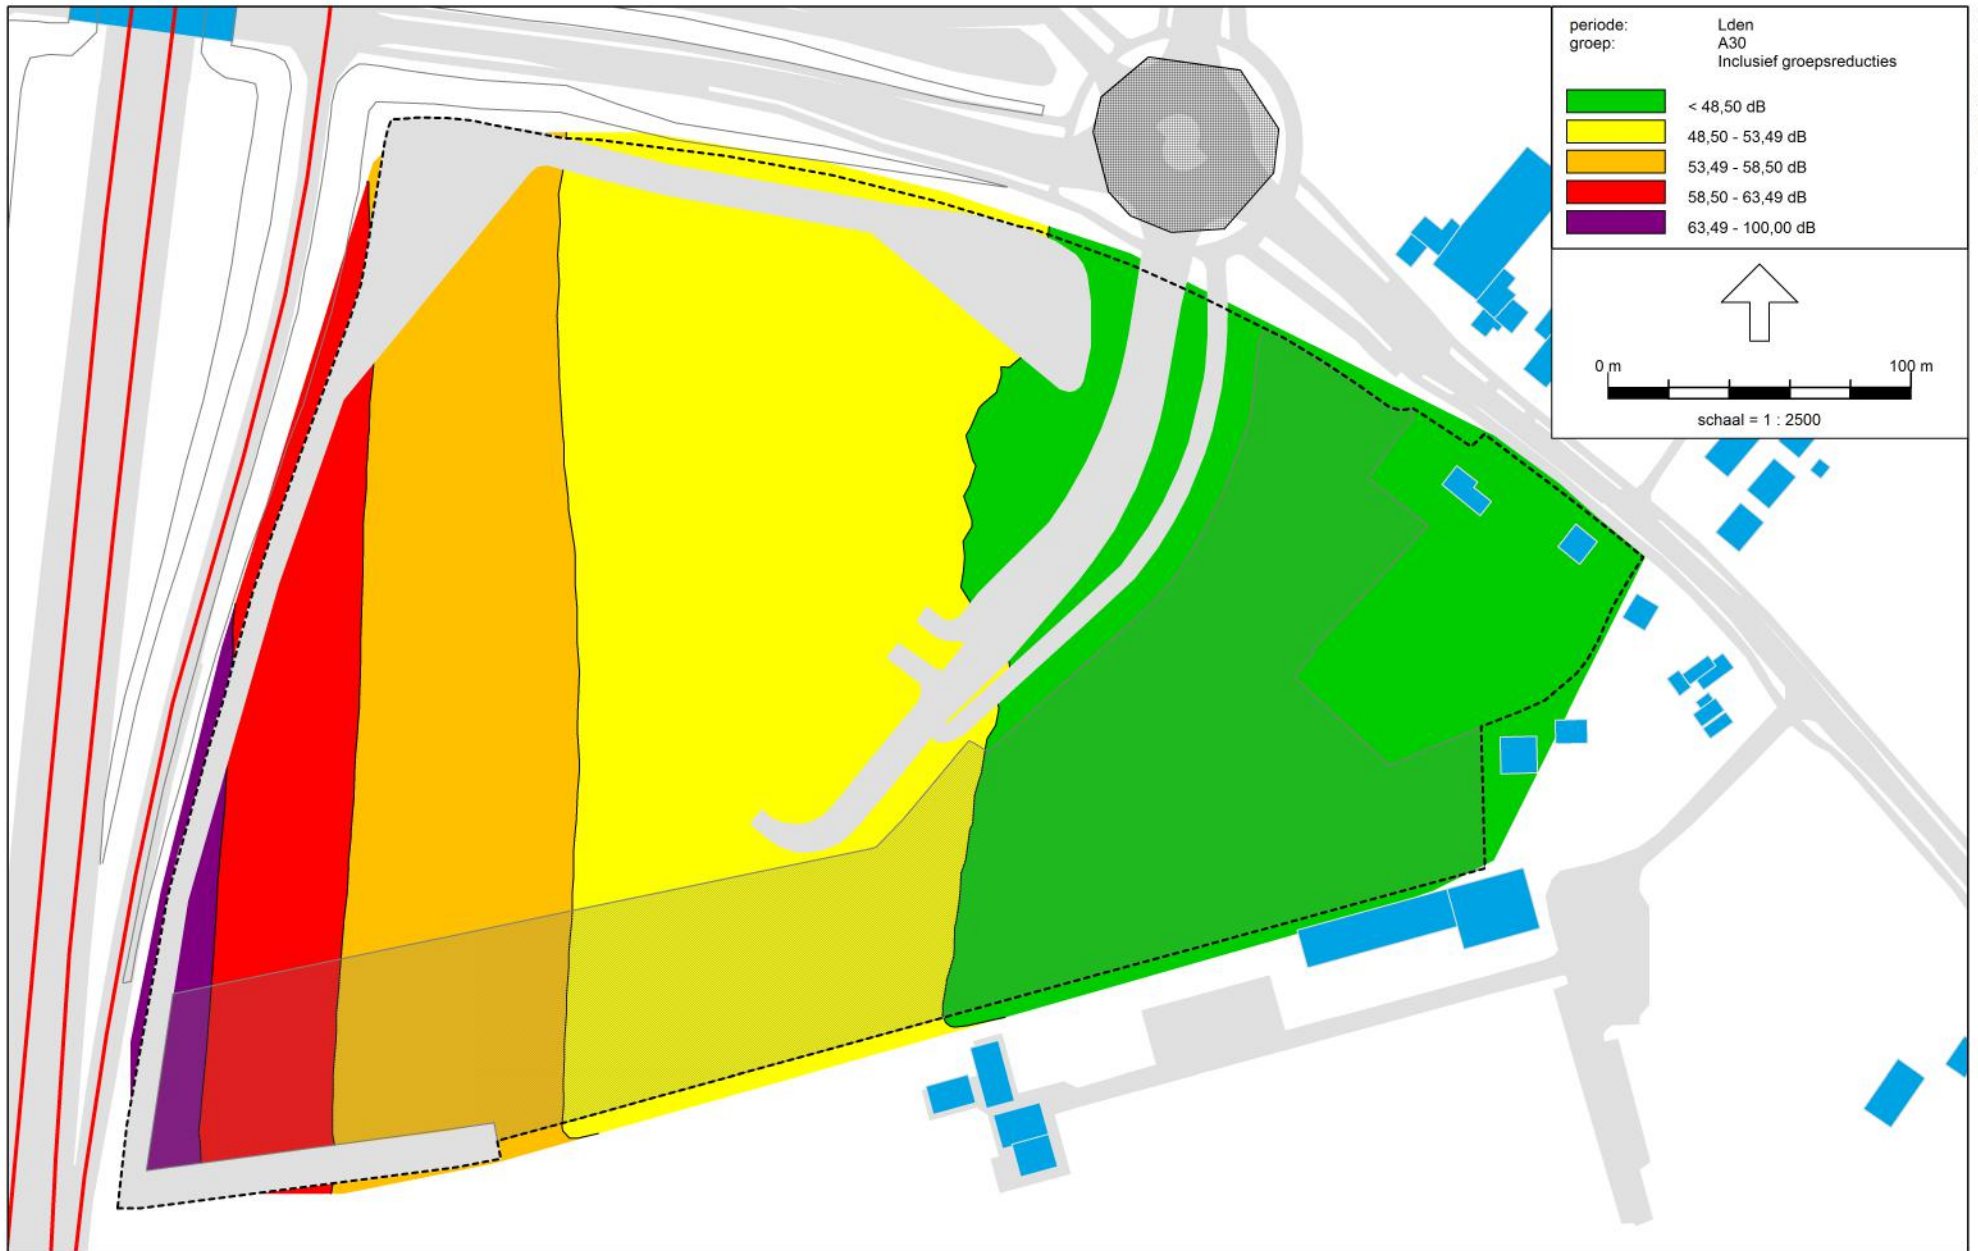 periode: Lden
groep: A30
Inclusief groepsreducties
< 48,50 dB
48,50 - 53,49 dB
53,49 - 58,50 dB
58,50 - 63,49 dB
63,49 - 100,00 dB
0 m 100 m
schaal = 1 : 2500